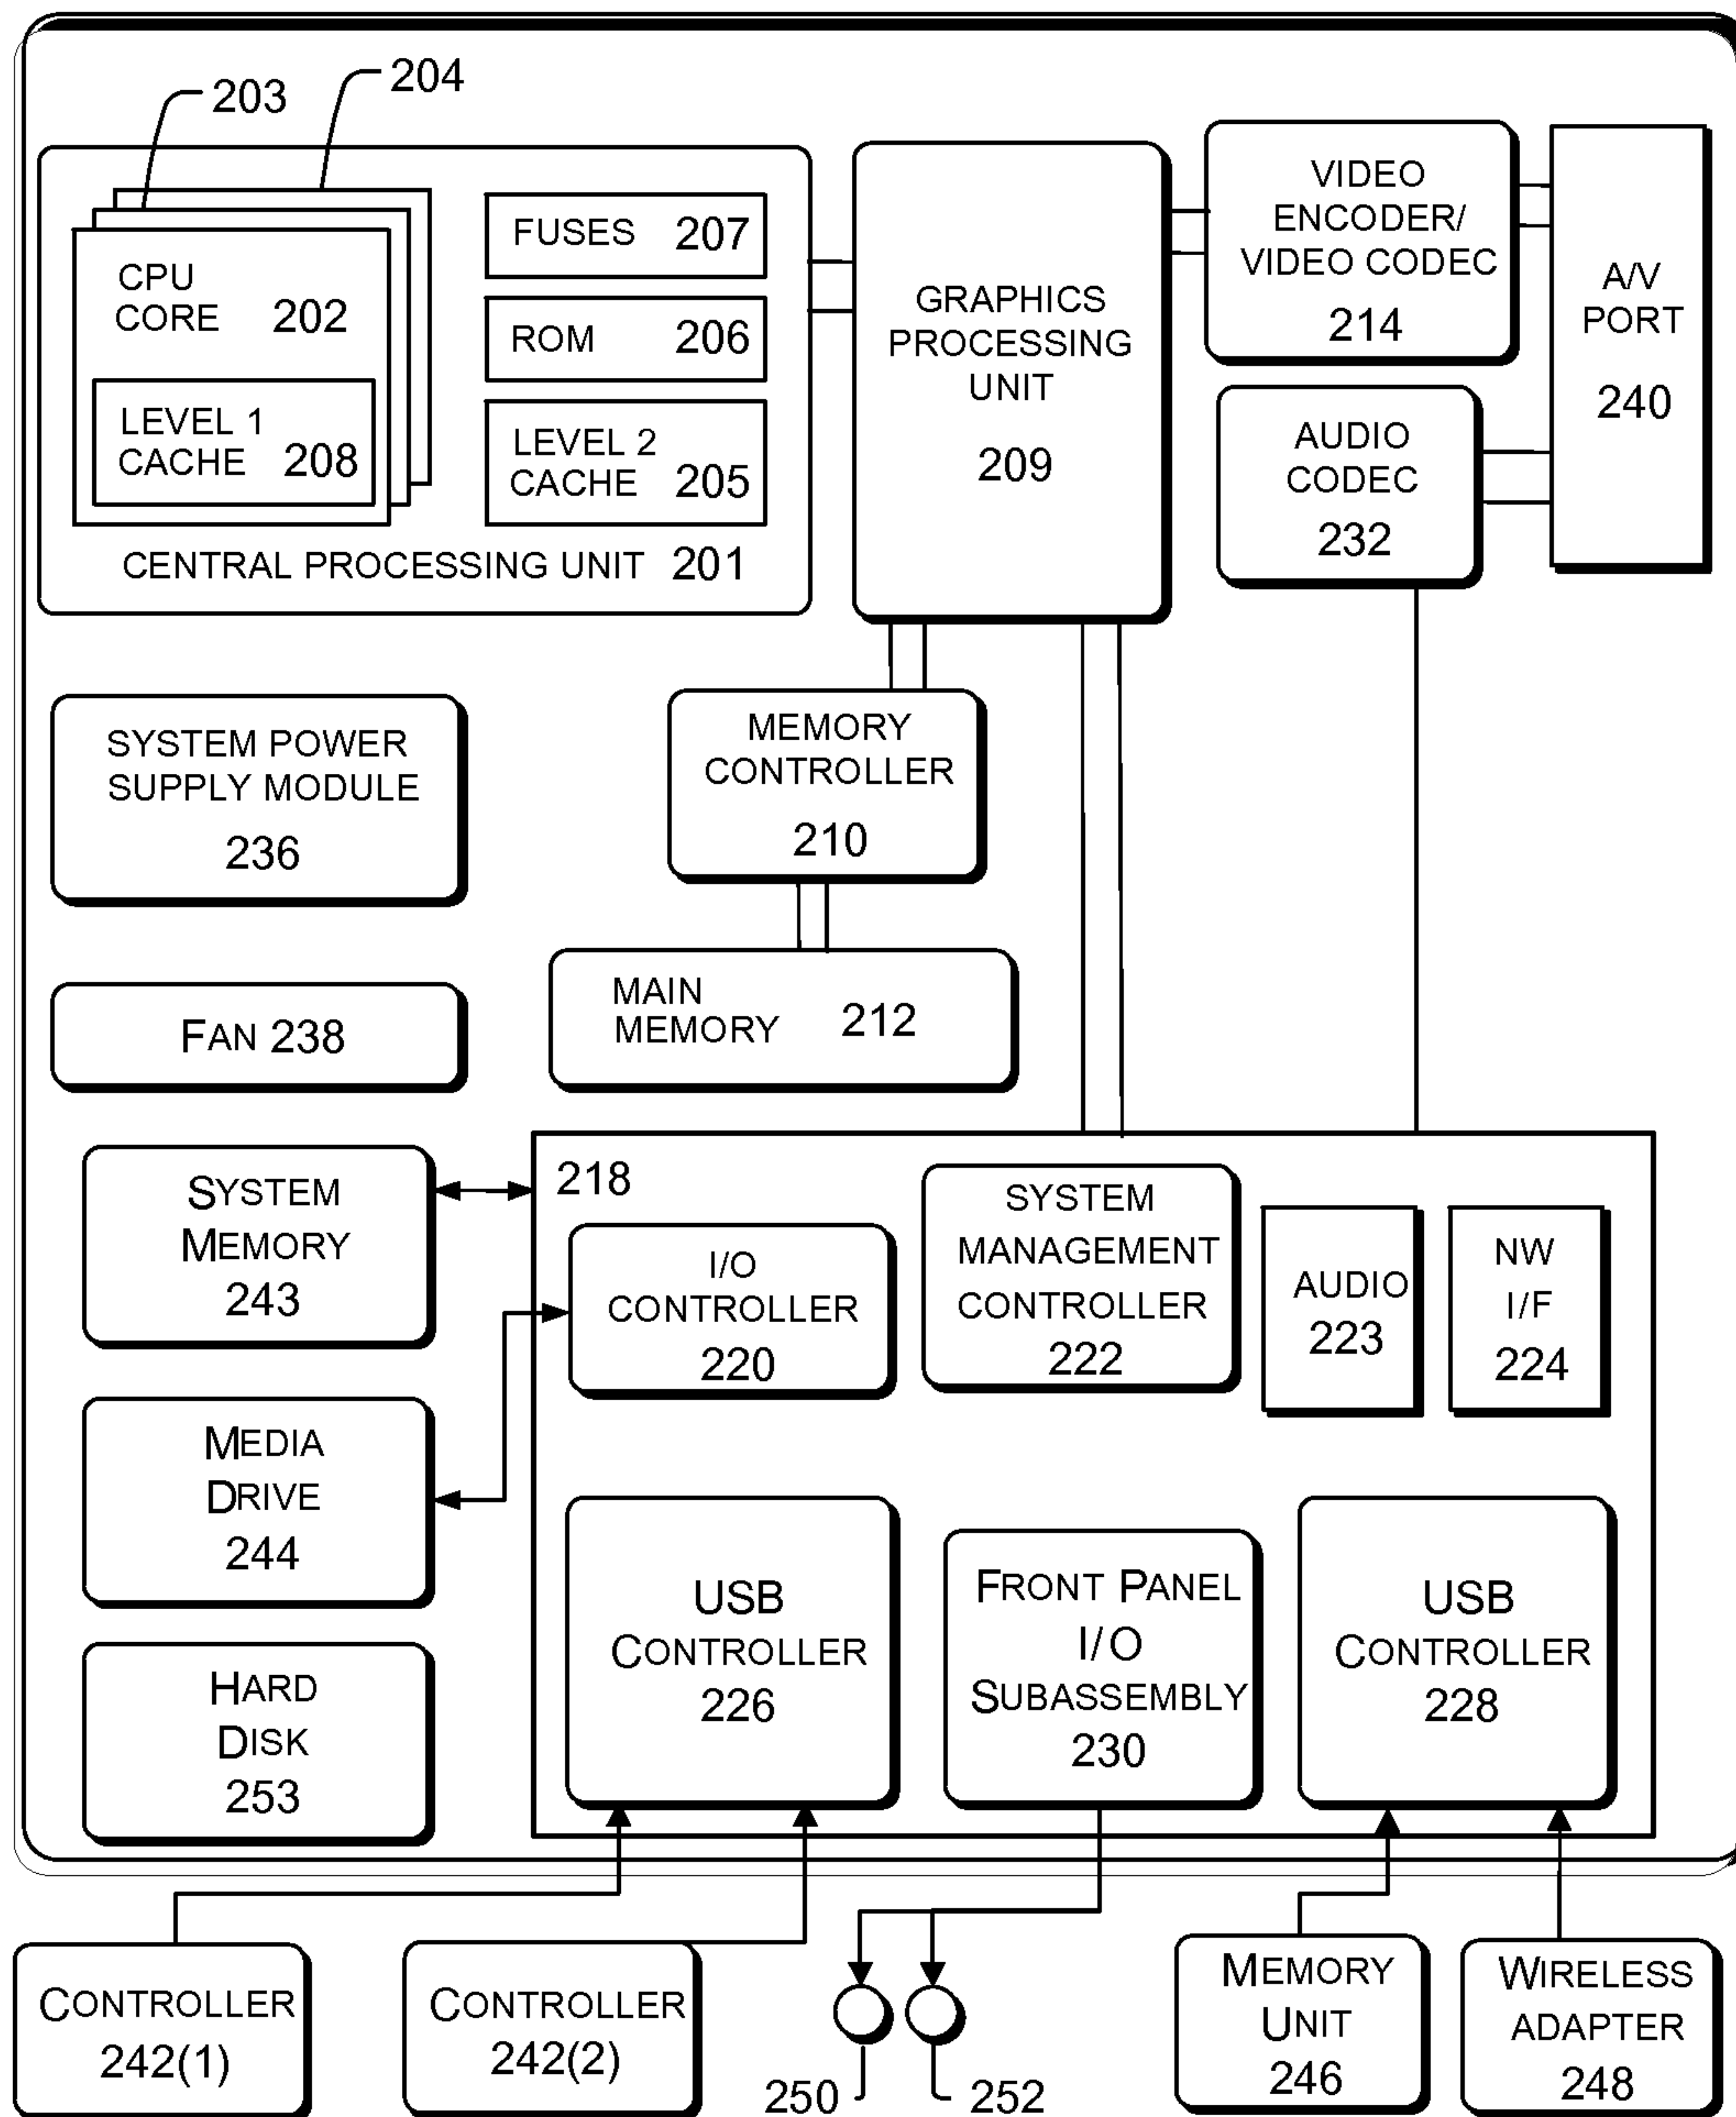 203
204
CPU
CORE 202
LEVEL 1
CACHE 208
FUSES 207
ROM 206
LEVEL 2
CACHE 205
CENTRAL PROCESSING UNIT 201
GRAPHICS
PROCESSING
UNIT
209
VIDEO
ENCODER/
VIDEO CODEC
214
A/V
PORT
240
AUDIO
CODEC
232
SYSTEM POWER
SUPPLY MODULE
236
MEMORY
CONTROLLER
210
MAIN
MEMORY 212
FAN 238
SYSTEM
MEMORY
243
218
I/O
CONTROLLER
220
SYSTEM
MANAGEMENT
CONTROLLER
222
AUDIO
223
NW
I/F
224
MEDIA
DRIVE
244
HARD
DISK
253
USB
CONTROLLER
226
FRONT PANEL
I/O
SUBASSEMBLY
230
USB
CONTROLLER
228
CONTROLLER
242(1)
CONTROLLER
242(2)
250
252
MEMORY
UNIT
246
WIRELESS
ADAPTER
248